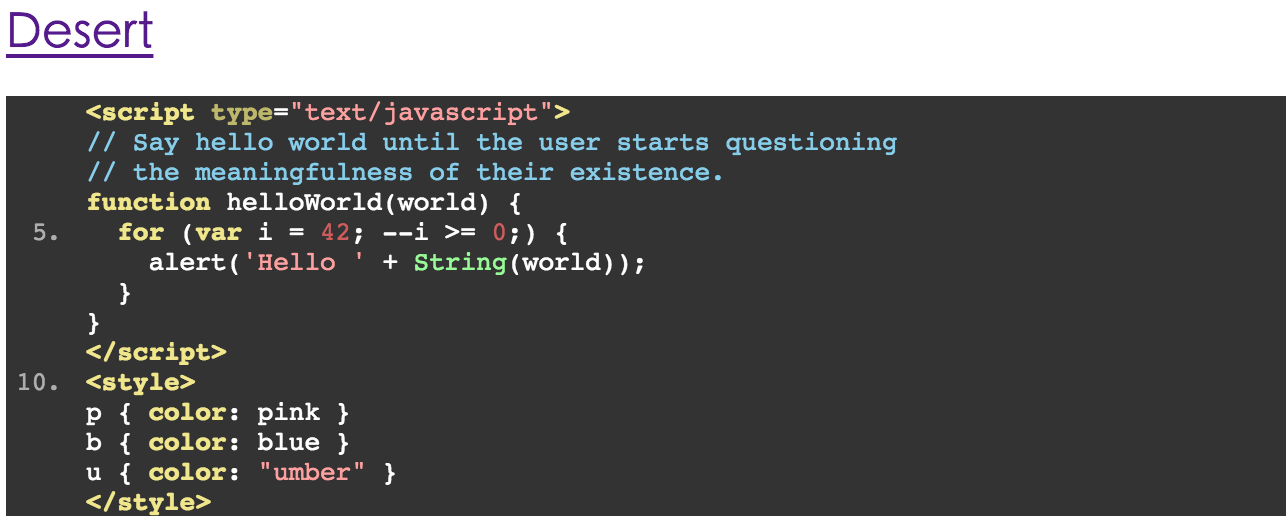 Desert
<script type="text/javascript">
// Say hello world until the user starts questioning
// the meaningfulness of their existence.
function helloWorld(world) {
5.   for (var i = 42; --i >= 0;) {
    alert('Hello ' + String(world));
  }
}
</script>
10. <style>
p { color: pink }
b { color: blue }
u { color: "umber" }
</style>